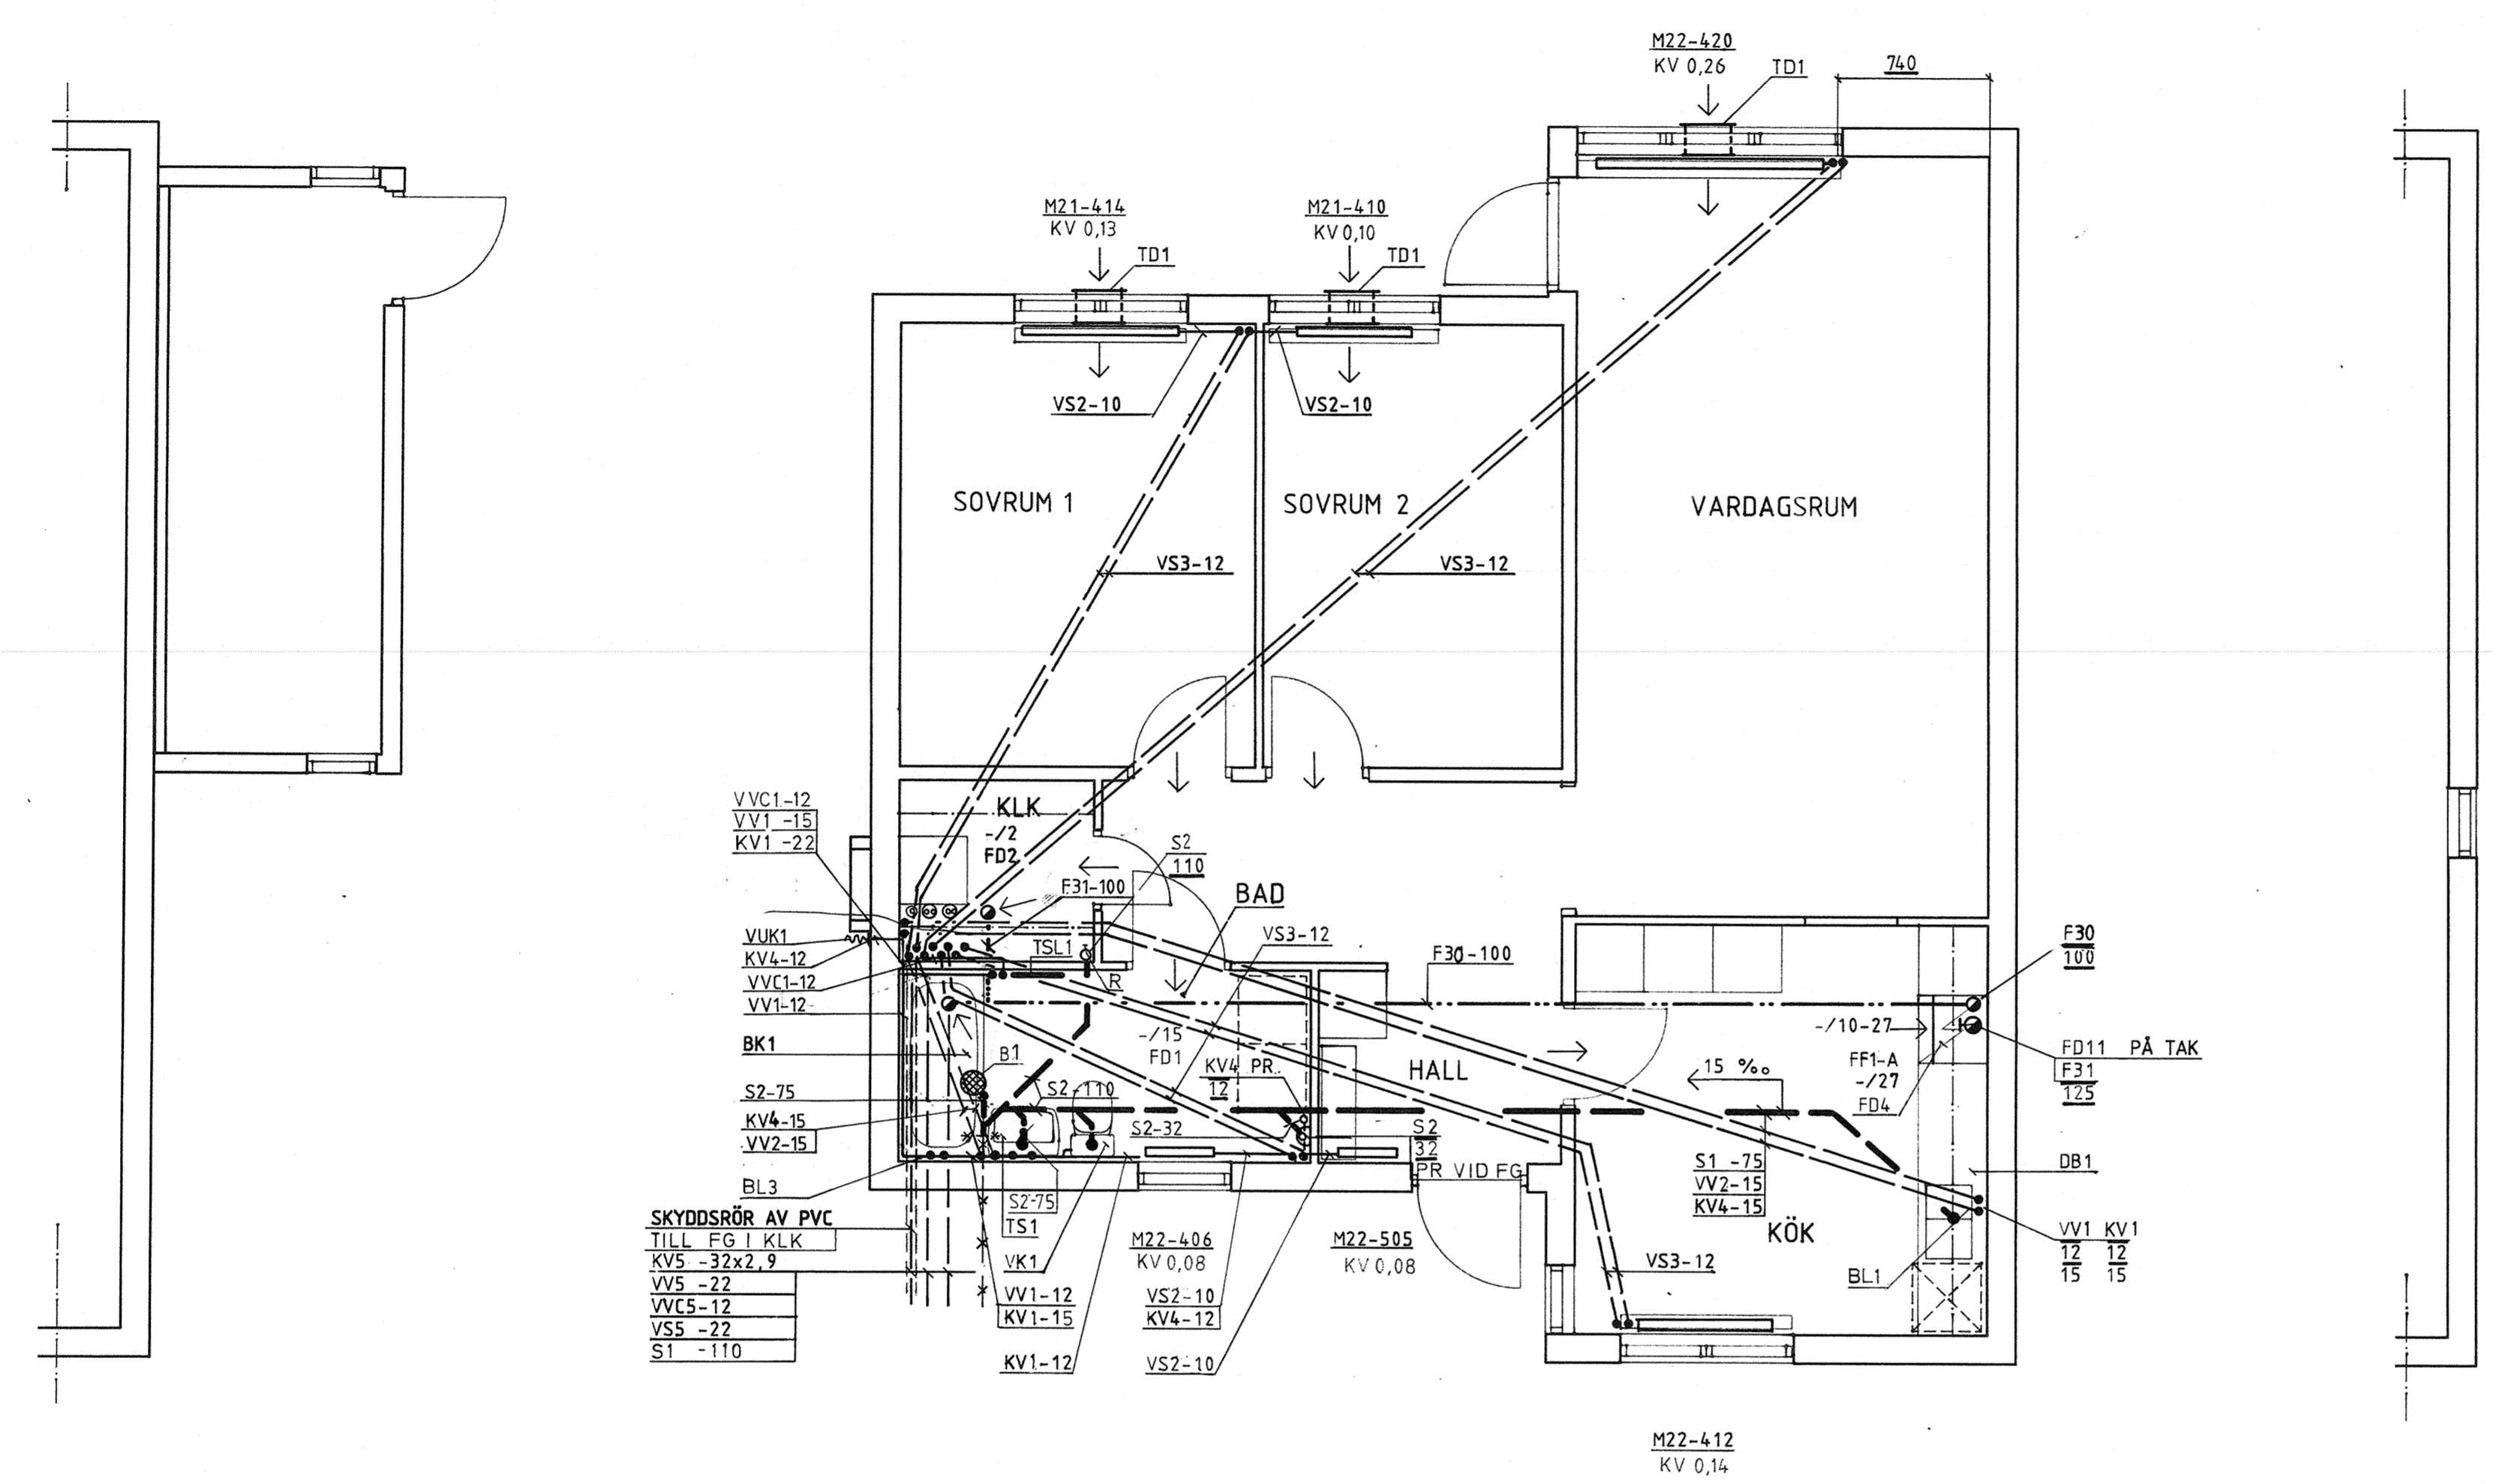 M22-420
KV 0,26
TD1
740
M21-414
KV 0,13
TD1
M21-410
KV 0,10
TD1
VS2-10
VS2-10
SOVRUM 1
SOVRUM 2
VARDAGSRUM
VS3-12
VS3-12
VVC1-12
VV1 -15
KV1 -22
KLK
-/2
FD2
S2
110
F31-100
BAD
VUK1
KV4-12
VVC1-12
VV1-12
TSL1
R
VS3-12
F30-100
F30
100
BK1
B1
-/15
FD1
KV4 PR
12
HALL
-/10-27
FF1-A
-/27
FD4
15 ‰
FD11 PÅ TAK
F31
125
S2-75
KV4-15
VV2-15
S2-110
S2-32
S2
32
PR VID FG
BL3
S2-75
TS1
S1 -75
VV2-15
KV4-15
DB1
KÖK
SKYDDSRÖR AV PVC
TILL FG I KLK
KV5 -32x2,9
VV5 -22
VVC5-12
VS5 -22
S1 -110
VK1
VV1-12
KV1-15
KV1-12
M22-406
KV 0,08
VS2-10
KV4-12
VS2-10
M22-505
KV 0,08
VS3-12
BL1
VV1 KV1
12 12
15 15
M22-412
KV 0,14